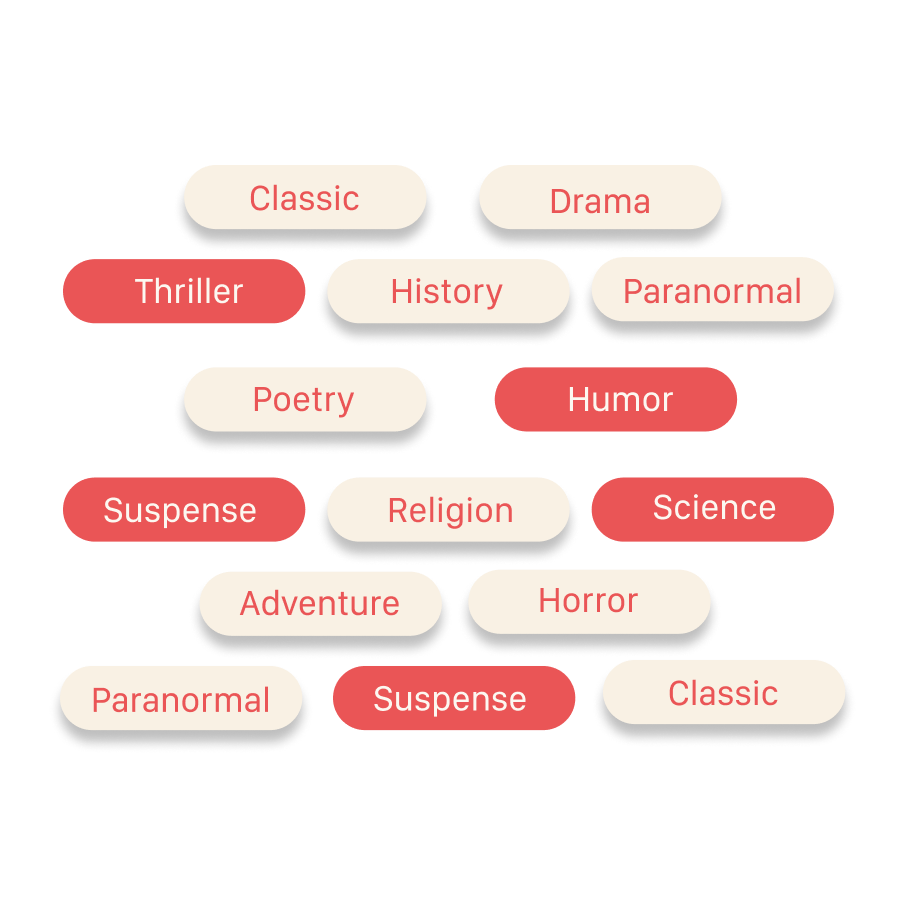 Classic Drama
Thriller History Paranormal
Poetry Humor
Suspense Religion Science
Adventure Horror
Paranormal Suspense Classic